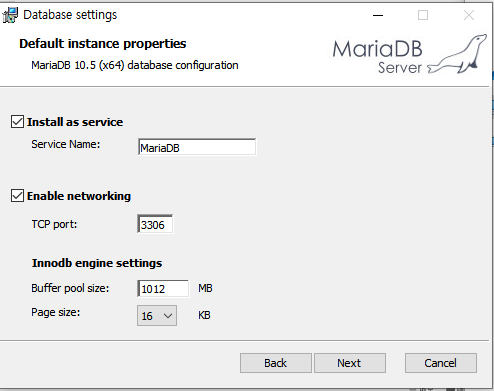 Database settings
Default instance properties
MariaDB 10.5 (x64) database configuration
MariaDB
Server
Install as service
Service Name: MariaDB
Enable networking
TCP port: 3306
Innodb engine settings
Buffer pool size: 1012 MB
Page size: 16 KB
Back Next Cancel